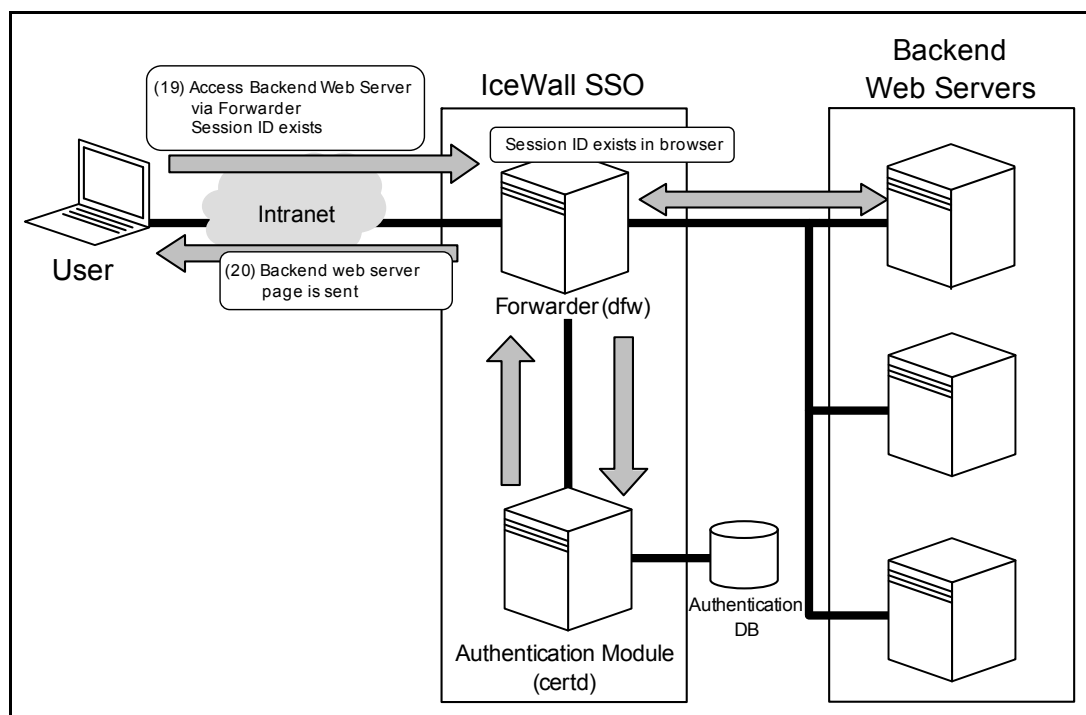 IceWall SSO
Backend
Web Servers
(19) Access Backend Web Server
via Forwarder
Session ID exists
Session ID exists in browser
Intranet
User
(20) Backend web server
page is sent
Forwarder (dfw)
Authentication
DB
Authentication Module
(certd)